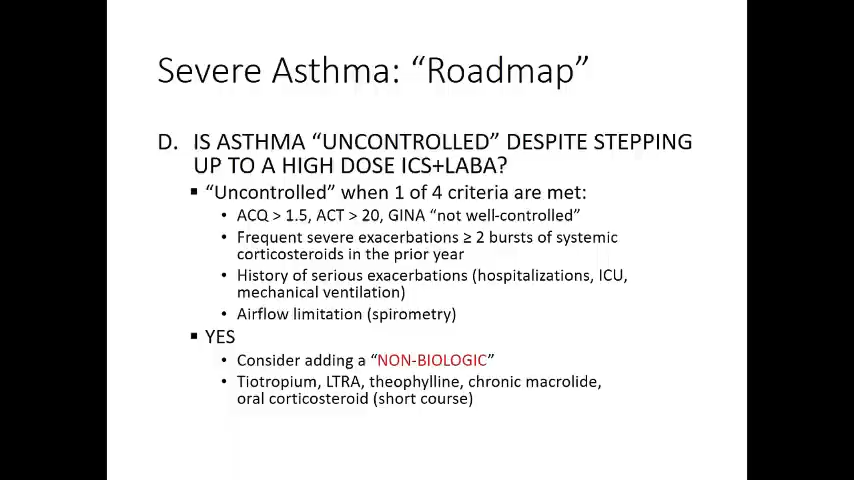 Severe Asthma: “Roadmap”
D. IS ASTHMA “UNCONTROLLED” DESPITE STEPPING
UP TO A HIGH DOSE ICS+LABA?
▪ “Uncontrolled” when 1 of 4 criteria are met:
• ACQ > 1.5, ACT > 20, GINA “not well-controlled”
• Frequent severe exacerbations ≥ 2 bursts of systemic
corticosteroids in the prior year
• History of serious exacerbations (hospitalizations, ICU,
mechanical ventilation)
• Airflow limitation (spirometry)
▪ YES
• Consider adding a “NON-BIOLOGIC”
• Tiotropium, LTRA, theophylline, chronic macrolide,
oral corticosteroid (short course)